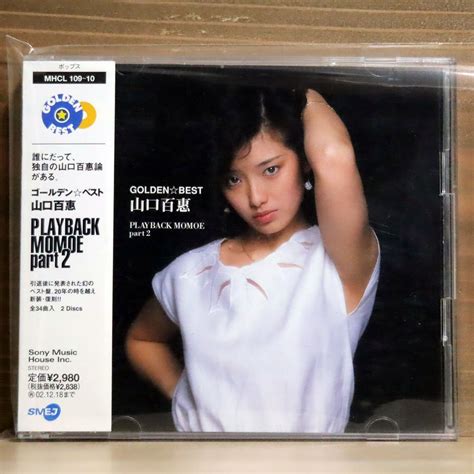 ポップス
MHCL 109~10
GOLDEN
BEST
誰にだって、
独自の山口百恵論
がある。
ゴールデン☆ベスト
山口百恵
PLAYBACK
MOMOE
part 2
引退後に発表された幻の
ベスト盤、20年の時を越え
新装・復刻!!
全34曲入 2 Discs
Sony Music
House Inc.
STEREO
定価¥2,980
(税抜価格¥2,838)
02.12.18まで
SMEJ
GOLDEN☆BEST
山口百惠
PLAYBACK MOMOE
part 2